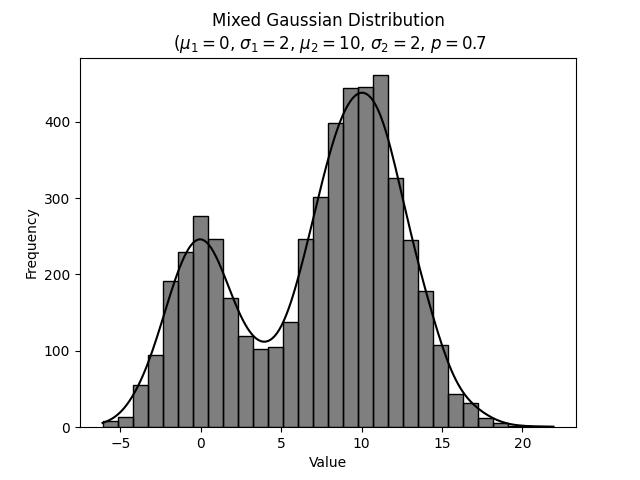 Mixed Gaussian Distribution
(μ₁ = 0, σ₁ = 2, μ₂ = 10, σ₂ = 2, p = 0.7
Frequency
400
300
200
100
0
−5
0
5
10
15
20
Value